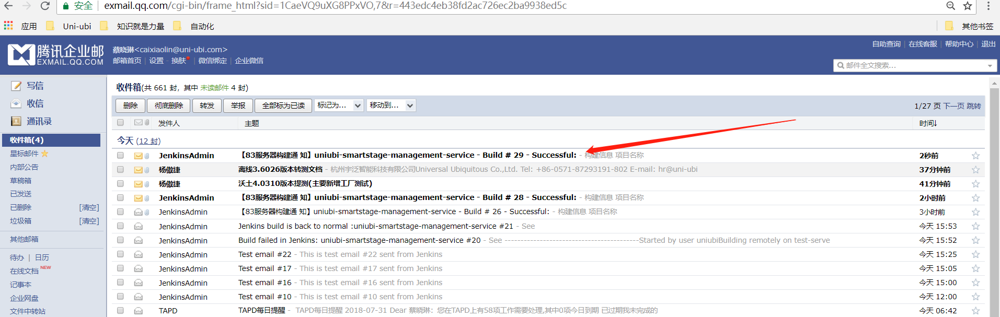 exmail.qq.com/cgi-bin/frame_html?sid=1CaeVQ9uXG8PPxVO,7&r=443edc4eb38fd2ac726ec2ba9938ed5c
安全
应用 Uni-ubi 知识就是力量 自动化 其他书签
腾讯企业邮
EXMAIL.QQ.COM
蔡晓琳<caixiaolin@uni-ubi.com>
邮箱首页 | 设置 - 换肤 | 微信绑定 | 企业微信
自助查询 | 在线客服 | 帮助中心 | 退出
邮件全文搜索...
写信
收信
通讯录
收件箱(4)
星标邮件
内部公告
草稿箱
已发送
已删除 [清空]
垃圾箱 [清空]
其他邮箱
待办 | 日历
在线文档 NEW
记事本
企业网盘
文件中转站
收件箱(共 661 封，其中 未读邮件 4 封)
删除 彻底删除 转发 举报 全部标为已读 标记为... 移动到... 1/27 页 下一页 跳转
发件人 主题 时间↓
今天 (12 封)
JenkinsAdmin 【83服务器构建通 知】uniubi-smartstage-management-service - Build # 29 - Successful: - 构建信息 项目名称 2秒前
杨傲捷 离线3.6026版本转测文档 - 杭州宇泛智能科技有限公司Universal Ubiquitous Co.,Ltd. Tel: +86-0571-87293191-802 E-mail: hr@uni-ubi 37分钟前
杨傲捷 沃土4.0310版本提测(主要新增工厂测试) 41分钟前
JenkinsAdmin 【83服务器构建通 知】uniubi-smartstage-management-service - Build # 28 - Successful: - 构建信息 项目名称 2小时前
JenkinsAdmin 【83服务器构建通 知】uniubi-smartstage-management-service - Build # 26 - Successful: - 构建信息 项目名称 3小时前
JenkinsAdmin Jenkins build is back to normal :uniubi-smartstage-management-service #21 - See 今天 15:53
JenkinsAdmin Build failed in Jenkins: uniubi-smartstage-management-service #20 - See ------------------------------------------Started by user uniubiBuilding remotely on test-serve 今天 15:52
JenkinsAdmin Test email #22 - This is test email #22 sent from Jenkins 今天 15:25
JenkinsAdmin Test email #17 - This is test email #17 sent from Jenkins 今天 15:05
JenkinsAdmin Test email #16 - This is test email #16 sent from Jenkins 今天 15:00
JenkinsAdmin Test email #10 - This is test email #10 sent from Jenkins 今天 12:00
TAPD TAPD每日提醒 - TAPD每日提醒 2018-07-31 Dear 蔡晓琳：您在TAPD上有58项工作需要处理,其中0项今日到期 已过期我未完成的 今天 06:42